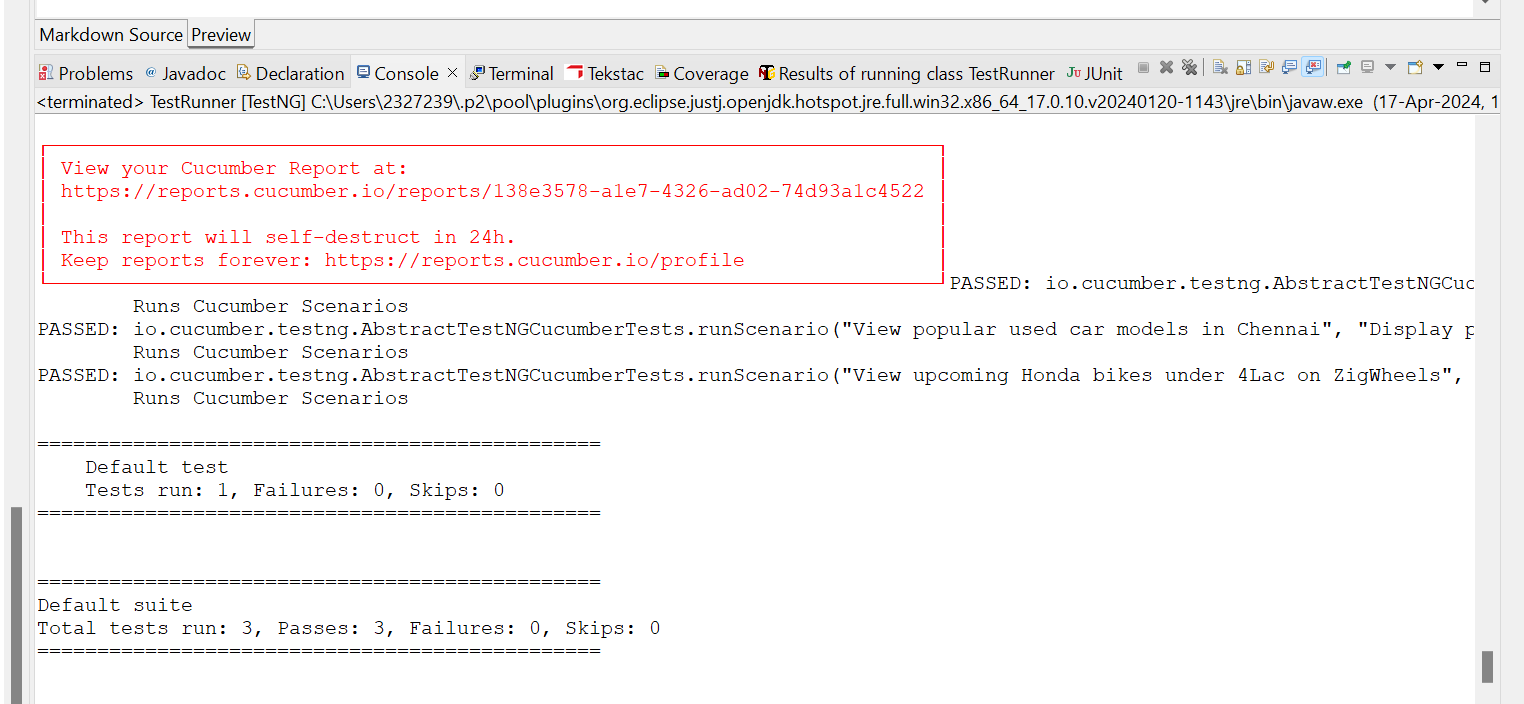 Markdown Source Preview
Problems @ Javadoc Declaration Console × Terminal Tekstac Coverage Results of running class TestRunner JU JUnit
<terminated> TestRunner [TestNG] C:\Users\2327239\.p2\pool\plugins\org.eclipse.justj.openjdk.hotspot.jre.full.win32.x86_64_17.0.10.v20240120-1143\jre\bin\javaw.exe (17-Apr-2024, 1
View your Cucumber Report at:
https://reports.cucumber.io/reports/138e3578-a1e7-4326-ad02-74d93a1c4522
This report will self-destruct in 24h.
Keep reports forever: https://reports.cucumber.io/profile
PASSED: io.cucumber.testng.AbstractTestNGCuc
Runs Cucumber Scenarios
PASSED: io.cucumber.testng.AbstractTestNGCucumberTests.runScenario("View popular used car models in Chennai", "Display p
Runs Cucumber Scenarios
PASSED: io.cucumber.testng.AbstractTestNGCucumberTests.runScenario("View upcoming Honda bikes under 4Lac on ZigWheels",
Runs Cucumber Scenarios
===============================================
Default test
Tests run: 1, Failures: 0, Skips: 0
===============================================
===============================================
Default suite
Total tests run: 3, Passes: 3, Failures: 0, Skips: 0
===============================================